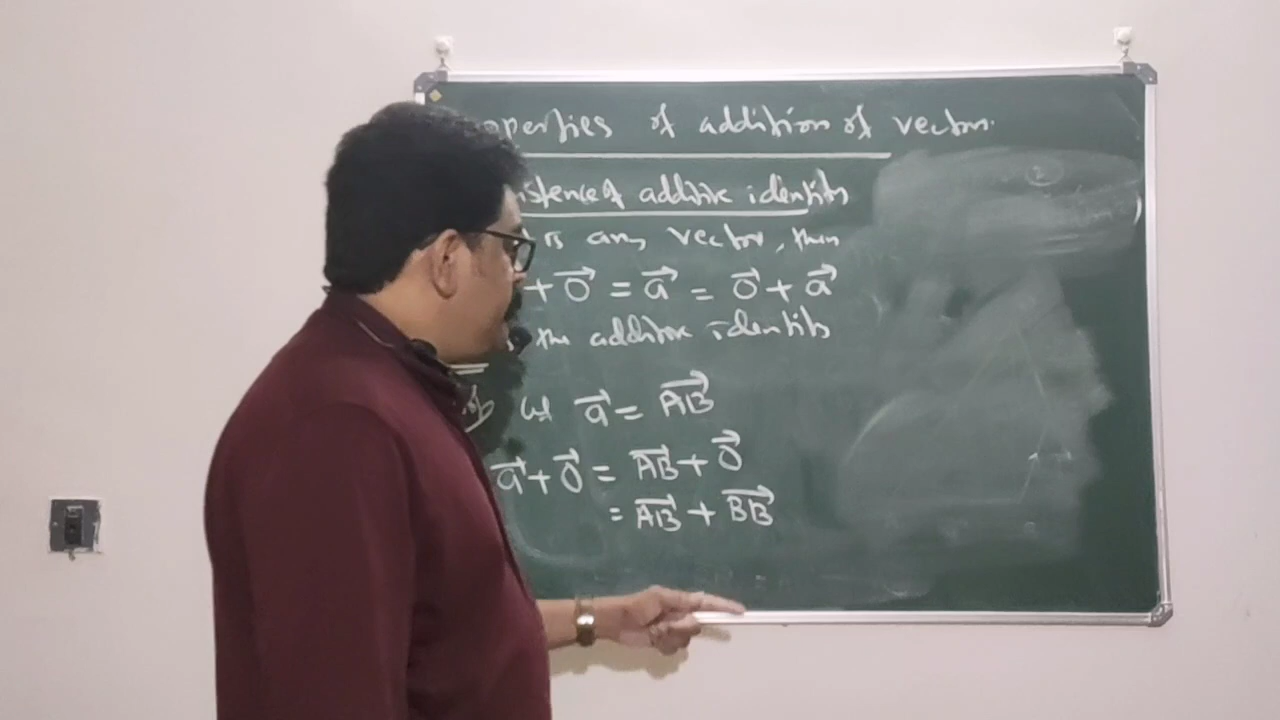 operties of addition of vectors.
istence of additive identity
2
is any vector, then
+ 0⃗ = a⃗ = 0⃗ + a⃗
the additive identity
Let a⃗ = AB⃗
a⃗ + 0⃗ = AB⃗ + 0⃗
= AB⃗ + BB⃗